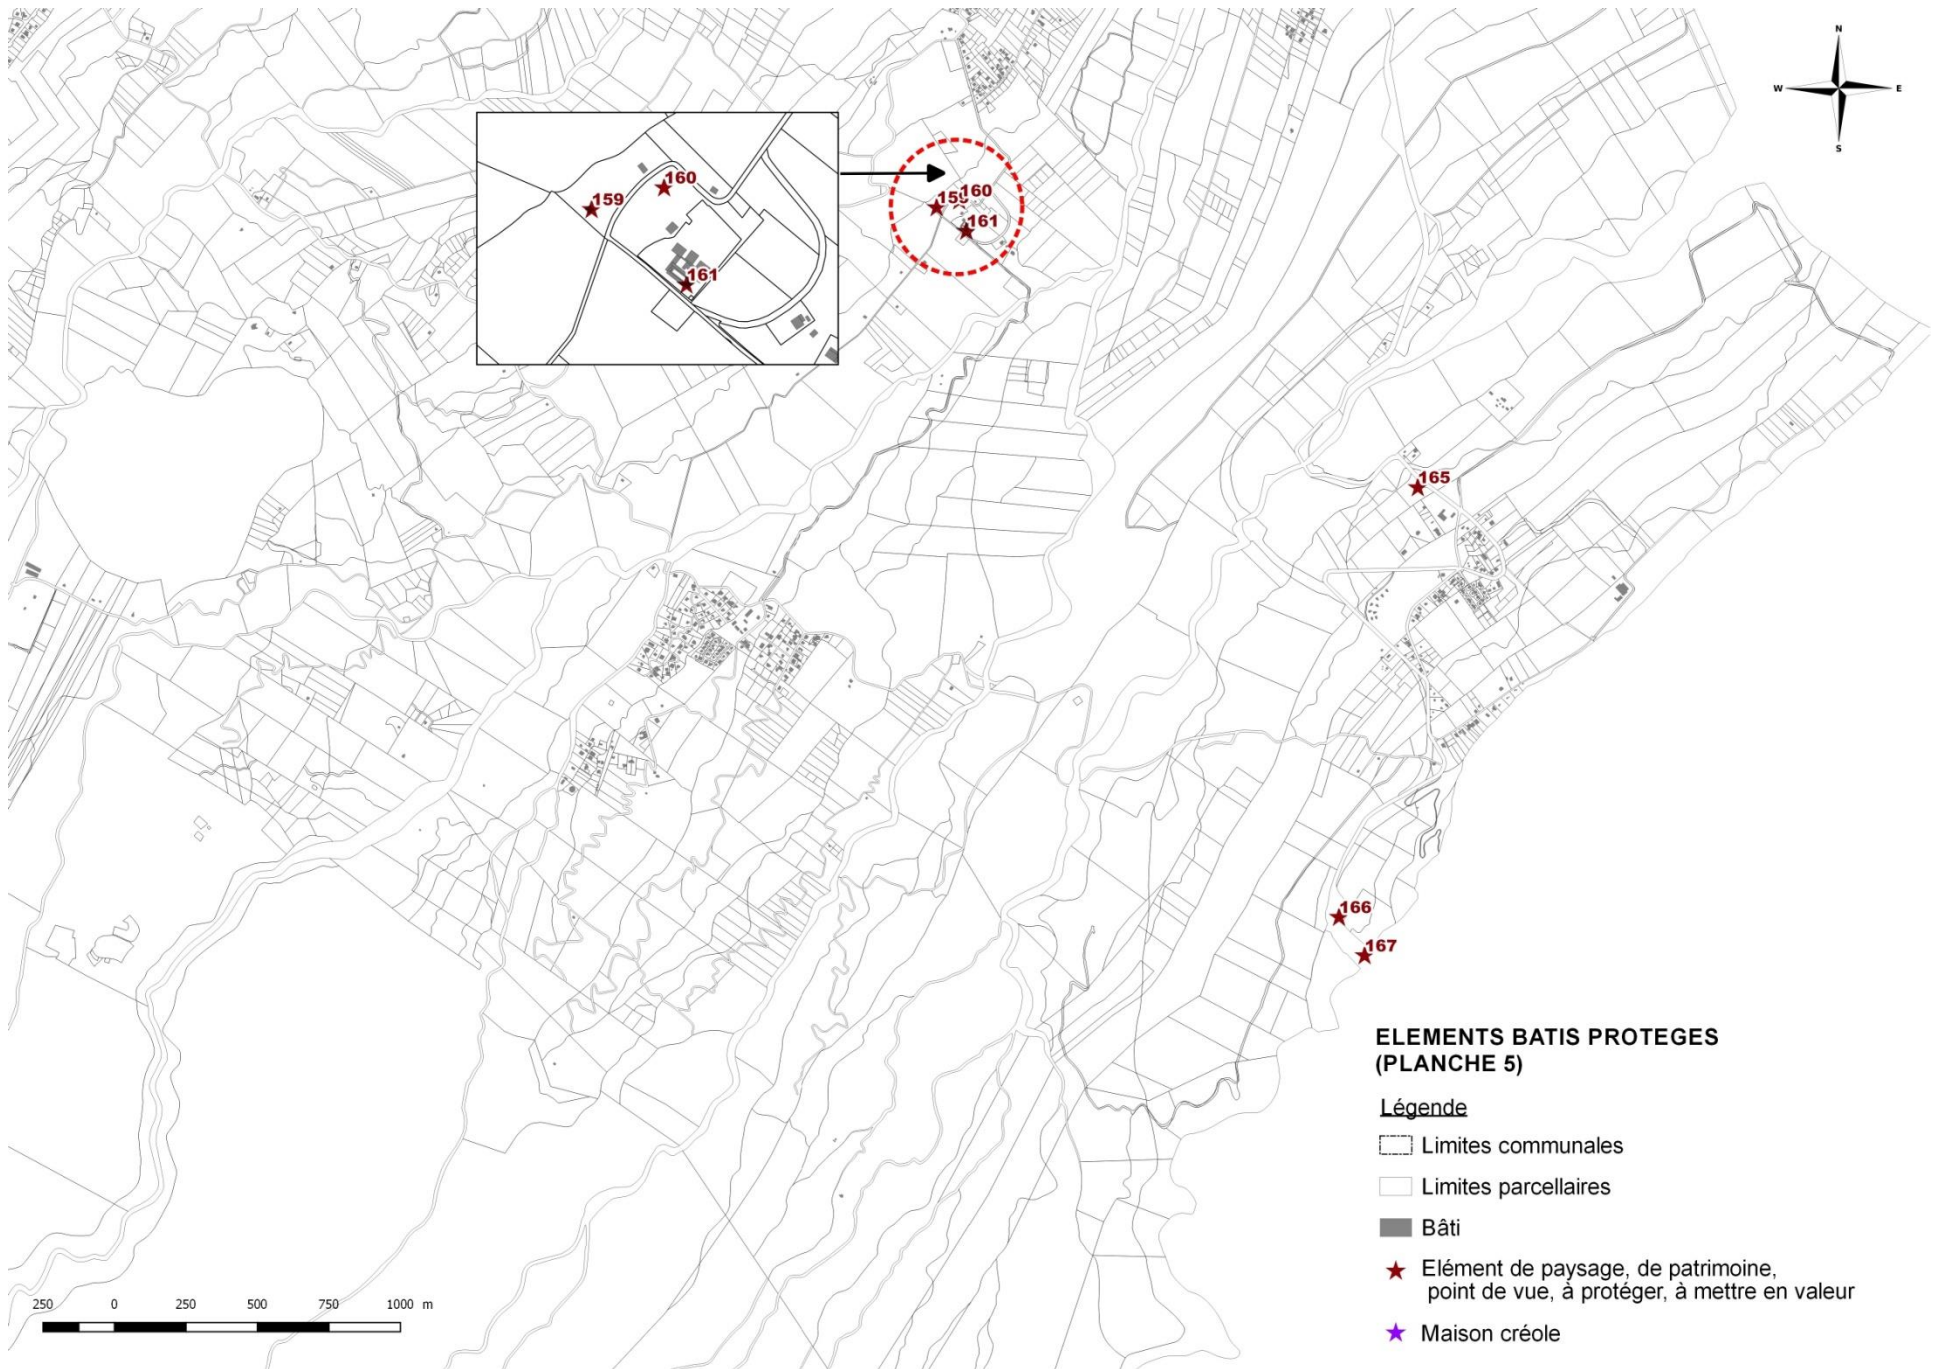 N
W
E
S
160
159
161
160
159
161
165
166
167
ELEMENTS BATIS PROTEGES
(PLANCHE 5)
Légende
Limites communales
Limites parcellaires
Bâti
Elément de paysage, de patrimoine,
point de vue, à protéger, à mettre en valeur
Maison créole
250 0 250 500 750 1000 m